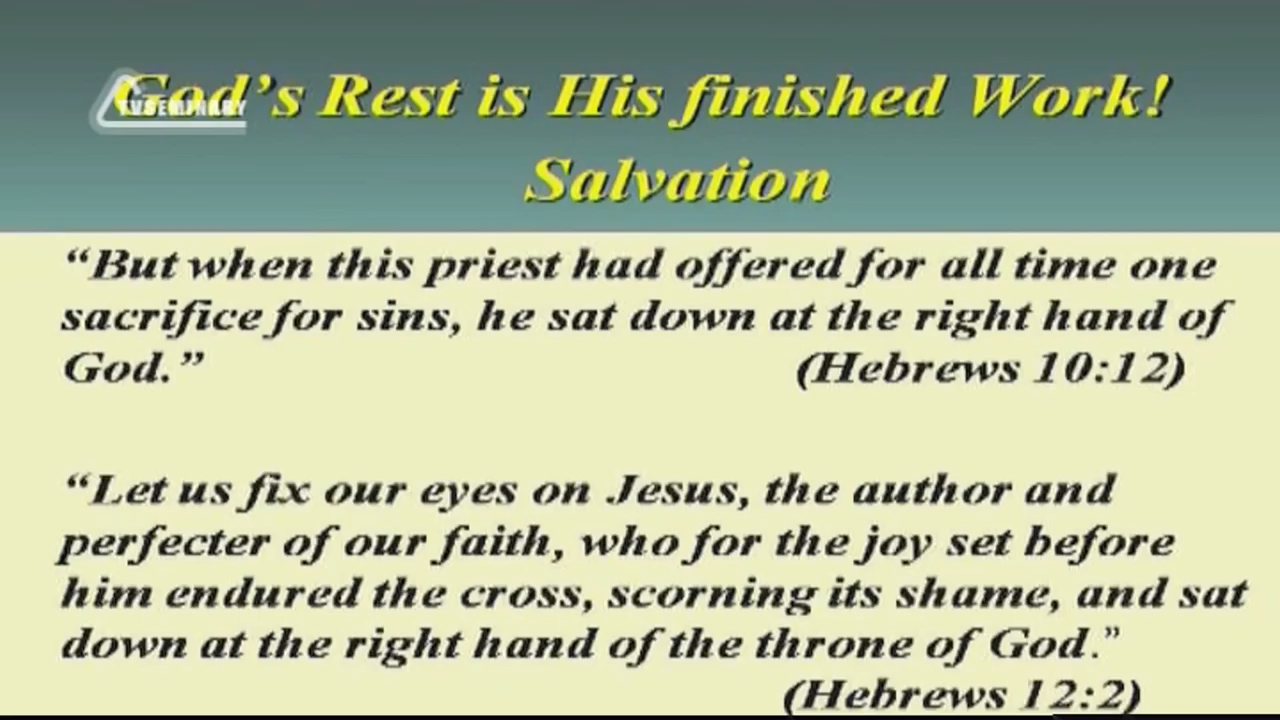 God's Rest is His finished Work!
TVSEMINARY
Salvation
“But when this priest had offered for all time one
sacrifice for sins, he sat down at the right hand of
God.” (Hebrews 10:12)
“Let us fix our eyes on Jesus, the author and
perfecter of our faith, who for the joy set before
him endured the cross, scorning its shame, and sat
down at the right hand of the throne of God.”
(Hebrews 12:2)